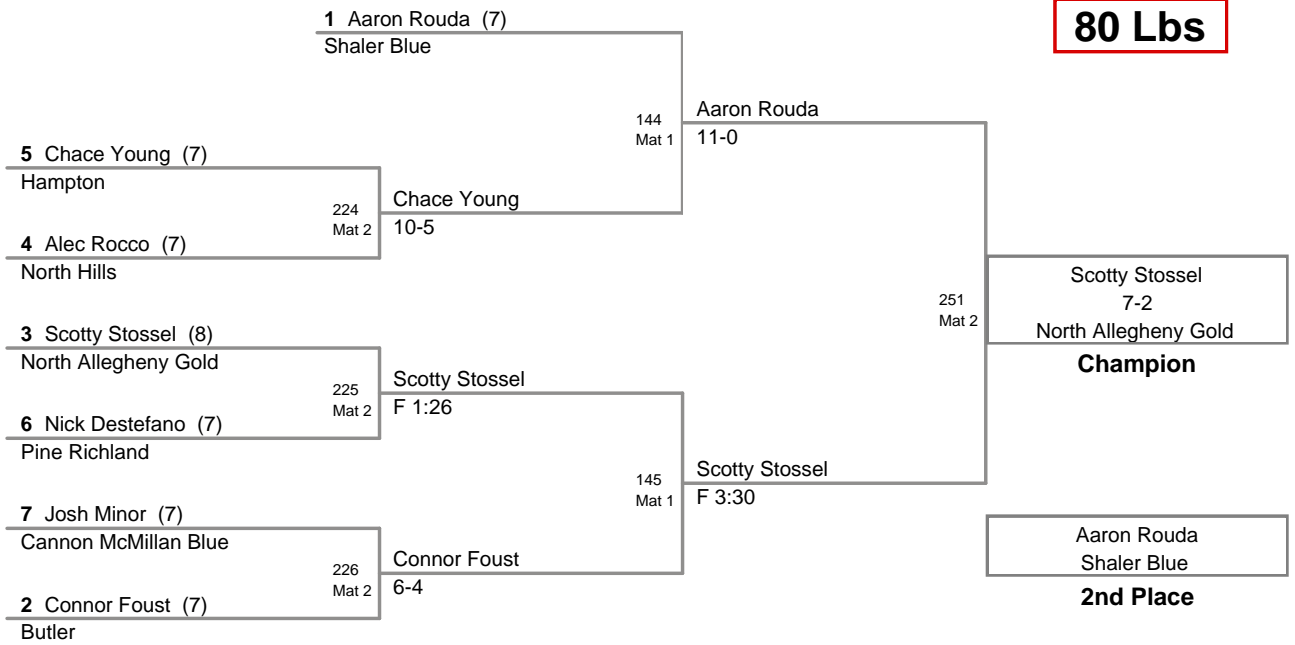 80 Lbs
1 Aaron Rouda (7)
Shaler Blue
144
Mat 1
Aaron Rouda
11-0
5 Chace Young (7)
Hampton
224
Mat 2
Chace Young
10-5
4 Alec Rocco (7)
North Hills
3 Scotty Stossel (8)
North Allegheny Gold
225
Mat 2
Scotty Stossel
F 1:26
6 Nick Destefano (7)
Pine Richland
145
Mat 1
Scotty Stossel
F 3:30
7 Josh Minor (7)
Cannon McMillan Blue
226
Mat 2
Connor Foust
6-4
2 Connor Foust (7)
Butler
251
Mat 2
Scotty Stossel
7-2
North Allegheny Gold
Champion
Aaron Rouda
Shaler Blue
2nd Place